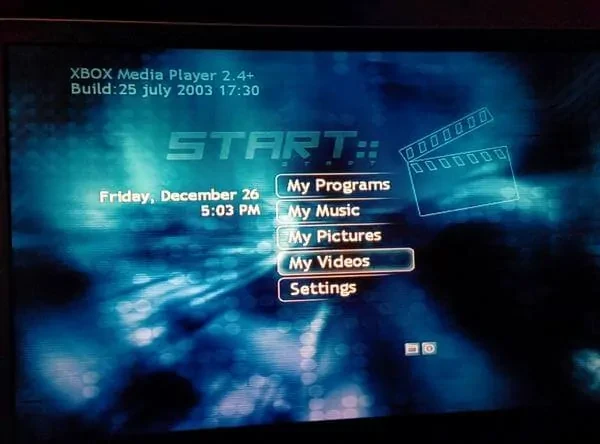 XBOX Media Player 2.4+
Build:25 july 2003 17:30
START::
START
Friday, December 26
5:03 PM
My Programs
My Music
My Pictures
My Videos
Settings